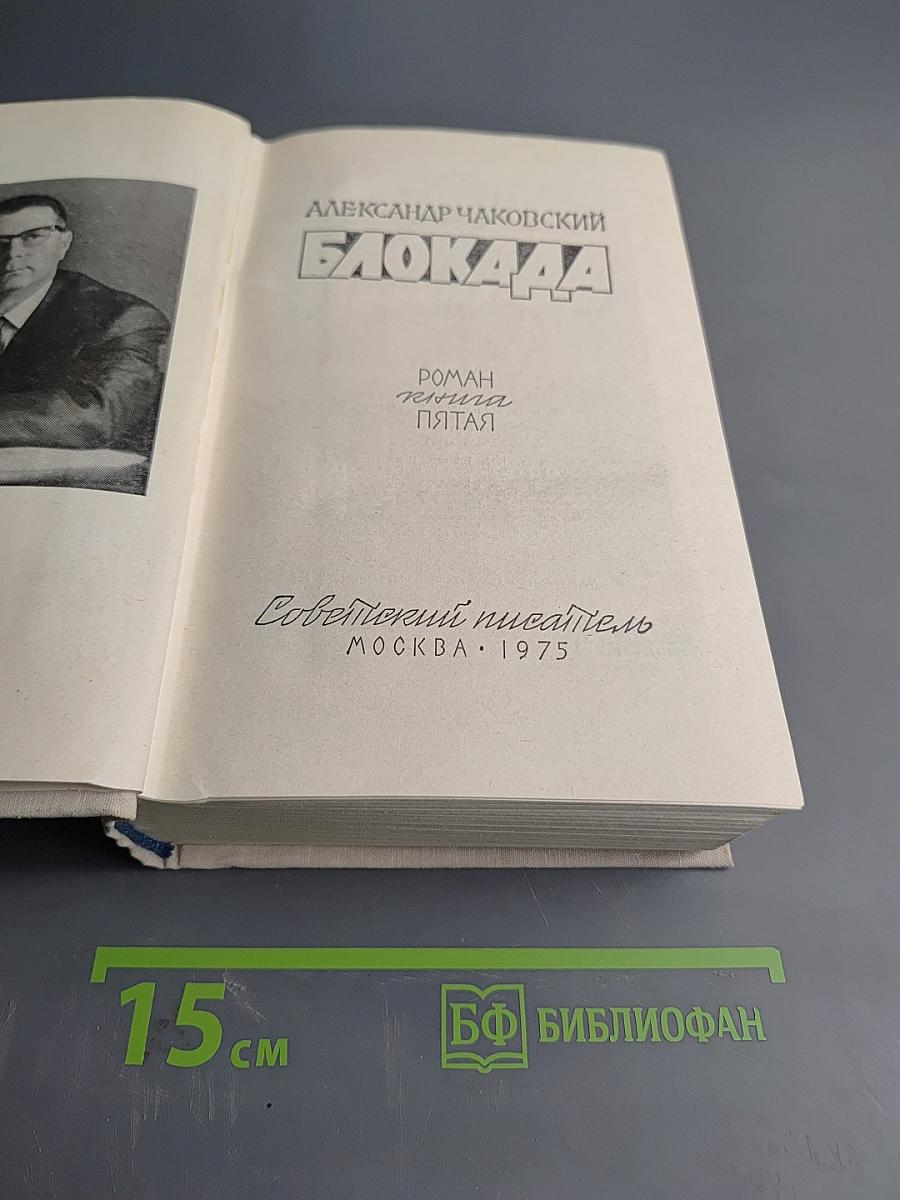 АЛЕКСАНДР ЧАКОВСКИЙ
БЛОКАДА
РОМАН
книга
ПЯТАЯ
Советский писатель
МОСКВА · 1975
15 см
БФ БИБЛИОФАН